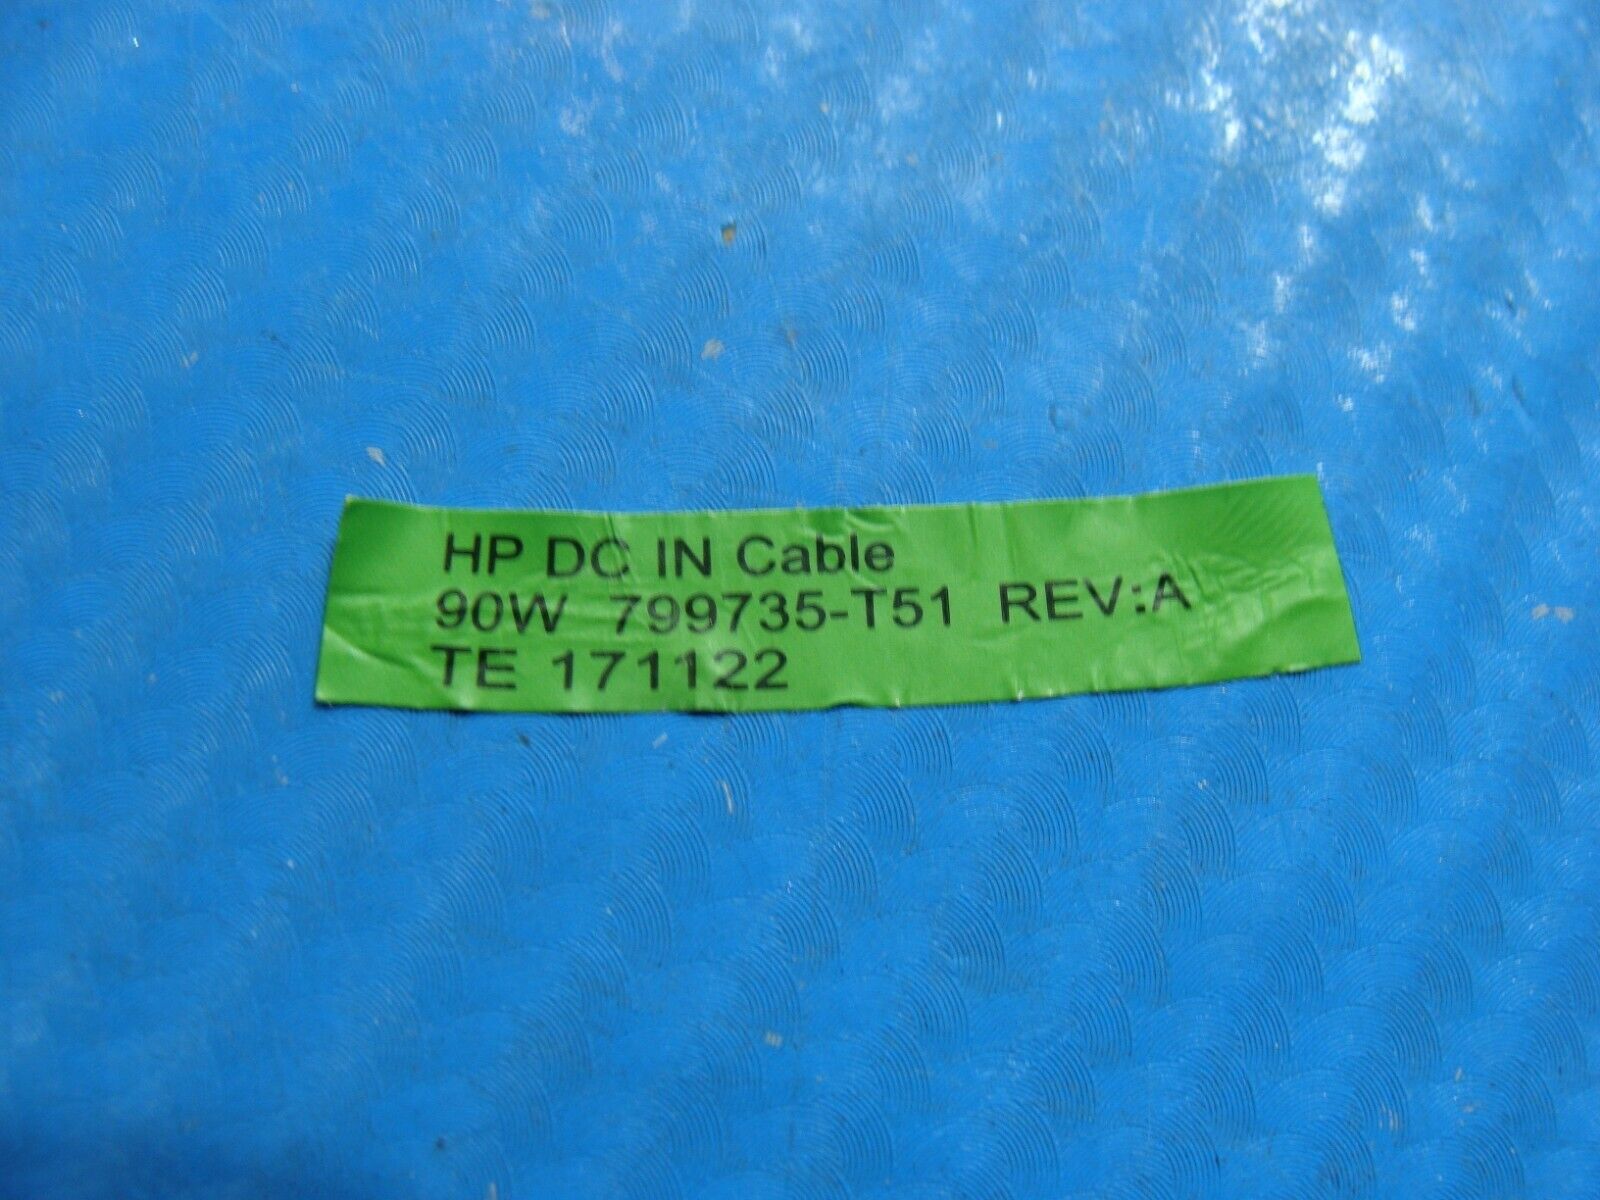 HP DC IN Cable
90W 799735-T51 REV:A
TE 171122